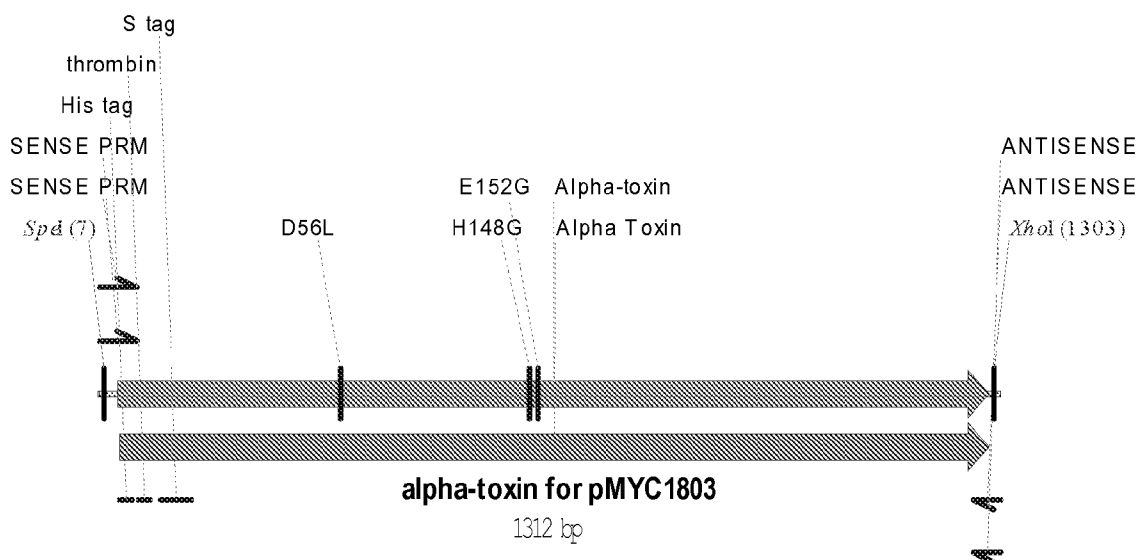 S tag
thrombin
His tag
SENSE PRM ANTISENSE
SENSE PRM E152G Alpha-toxin ANTISENSE
SpeI (7) D56L H148G Alpha Toxin XhoI (1303)
alpha-toxin for pMYC1803
1312 bp